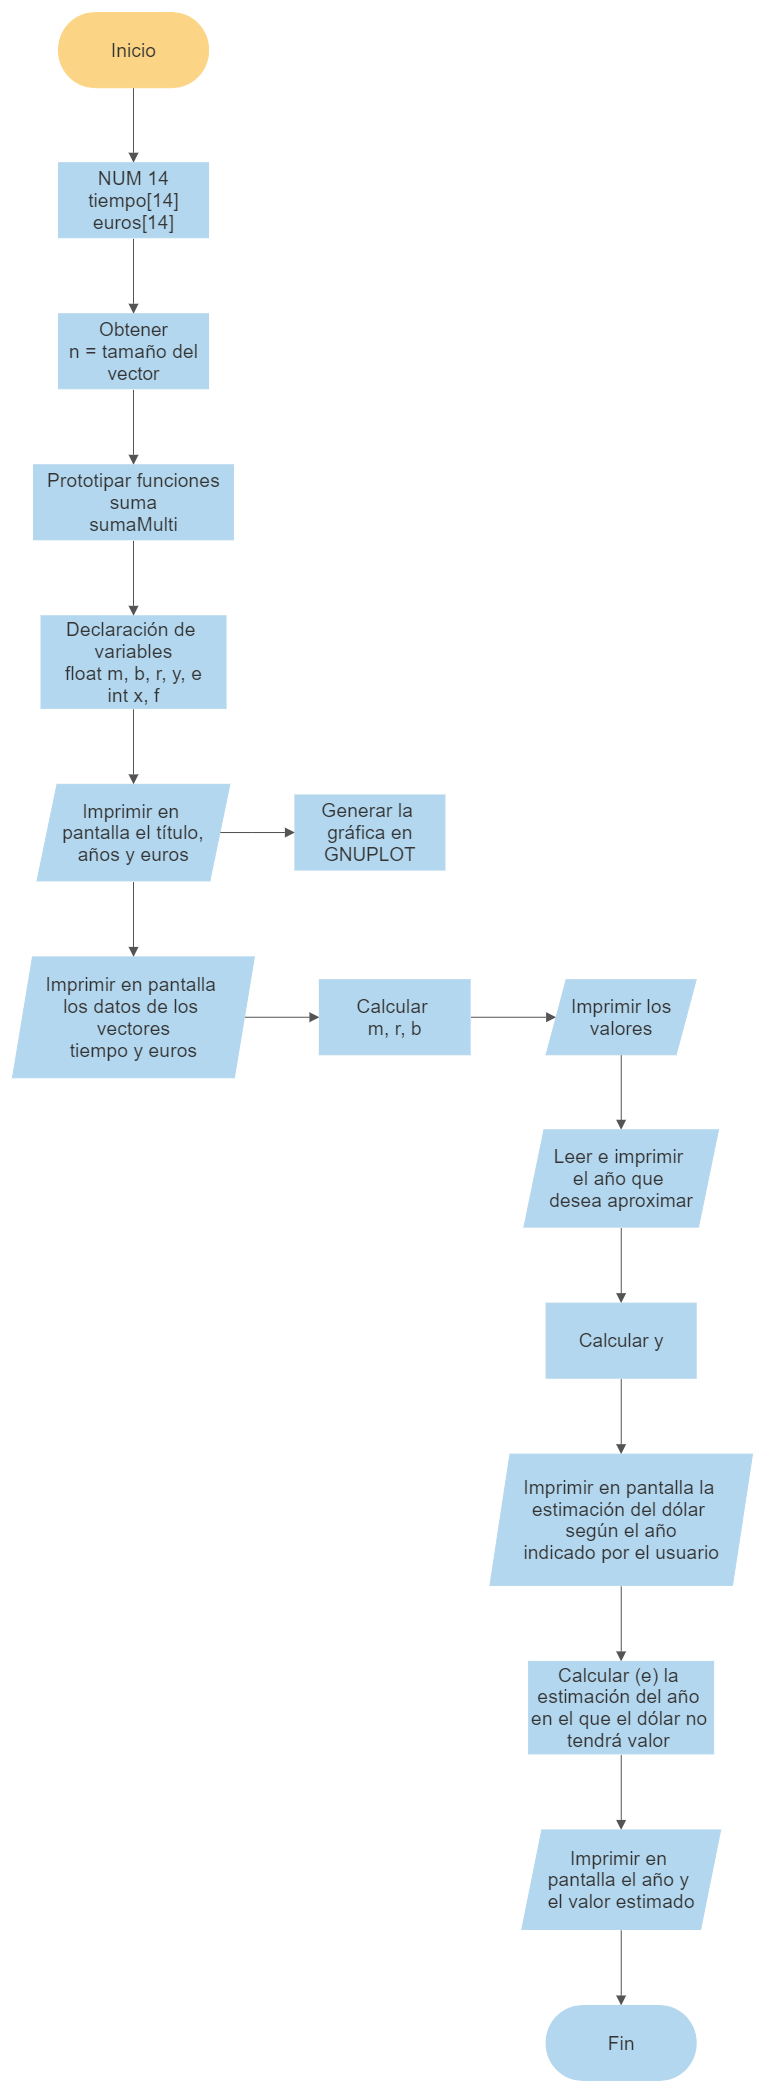 Inicio
NUM 14
tiempo[14]
euros[14]
Obtener
n = tamaño del
vector
Prototipar funciones
suma
sumaMulti
Declaración de
variables
float m, b, r, y, e
int x, f
Imprimir en
pantalla el título,
años y euros
Generar la
gráfica en
GNUPLOT
Imprimir en pantalla
los datos de los
vectores
tiempo y euros
Calcular
m, r, b
Imprimir los
valores
Leer e imprimir
el año que
desea aproximar
Calcular y
Imprimir en pantalla la
estimación del dólar
según el año
indicado por el usuario
Calcular (e) la
estimación del año
en el que el dólar no
tendrá valor
Imprimir en
pantalla el año y
el valor estimado
Fin